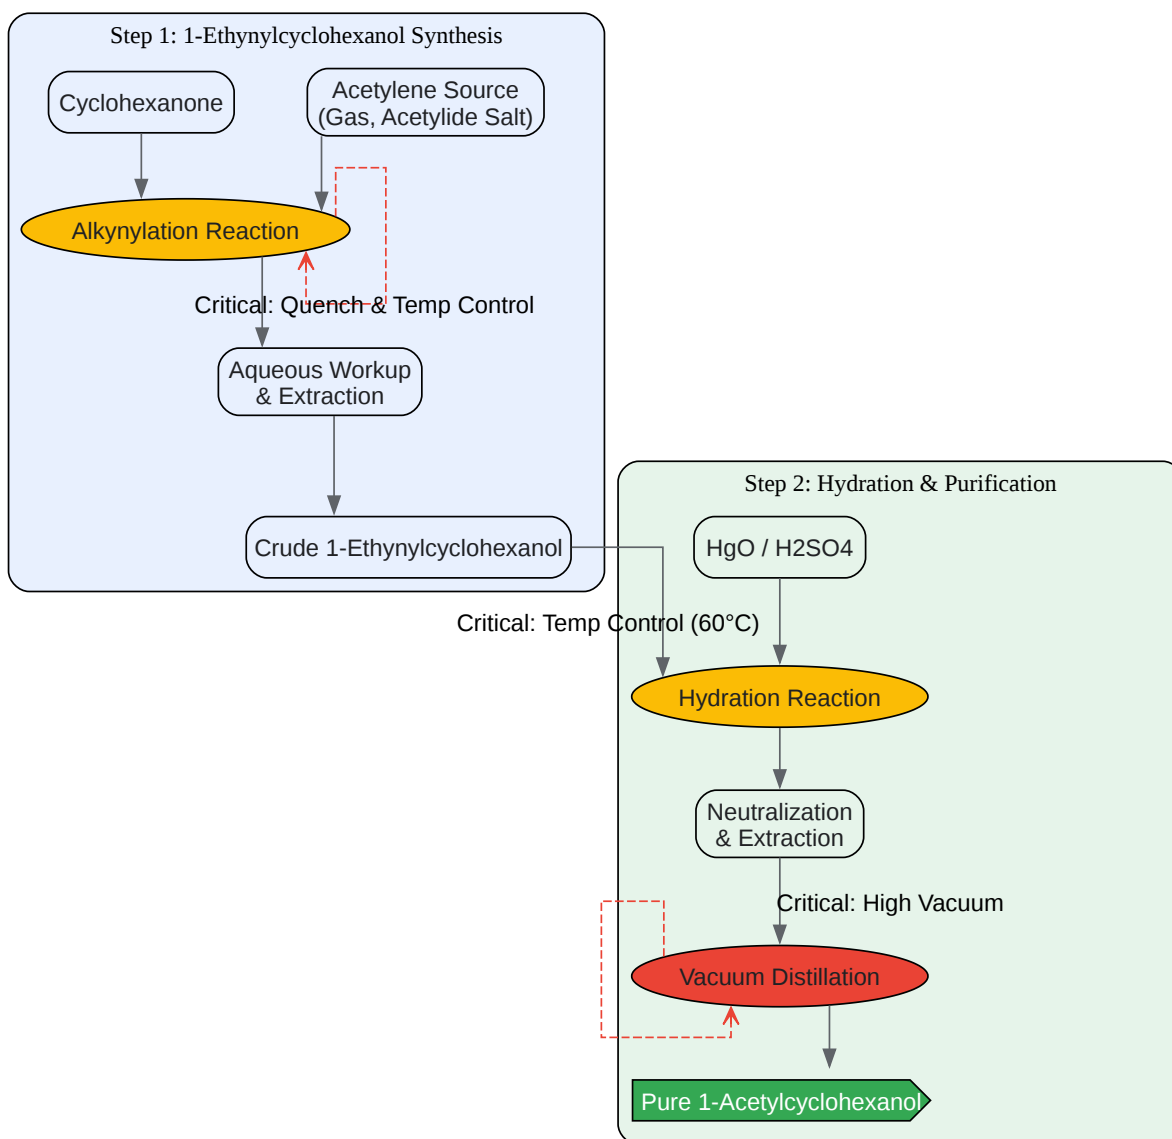 Step 1: 1-Ethynylcyclohexanol Synthesis
Cyclohexanone
Acetylene Source
(Gas, Acetylide Salt)
Alkynylation Reaction
Critical: Quench & Temp Control
Aqueous Workup
& Extraction
Crude 1-Ethynylcyclohexanol
Step 2: Hydration & Purification
HgO / H2SO4
Critical: Temp Control (60°C)
Hydration Reaction
Neutralization
& Extraction
Critical: High Vacuum
Vacuum Distillation
Pure 1-Acetylcyclohexanol